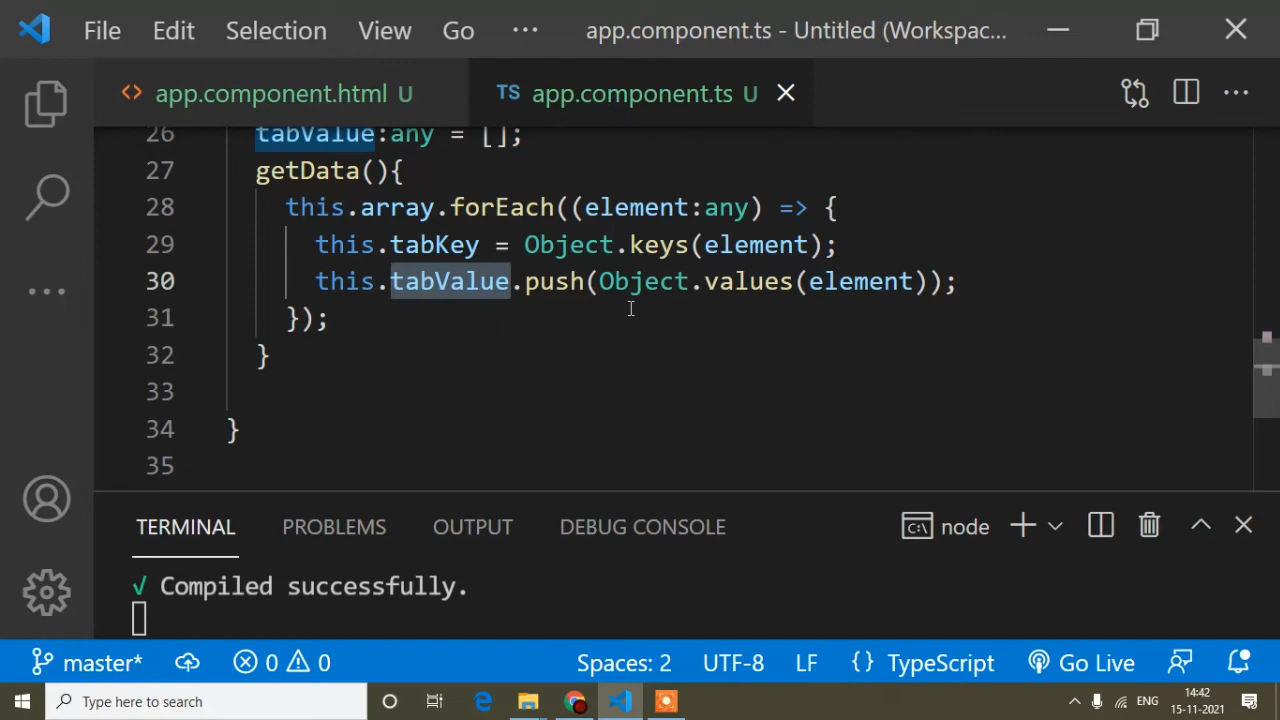 File Edit Selection View Go ··· app.component.ts - Untitled (Workspac...
<> app.component.html U TS app.component.ts U
26 tabValue:any = [];
27 getData(){
28 this.array.forEach((element:any) => {
29 this.tabKey = Object.keys(element);
30 this.tabValue.push(Object.values(element));
31 });
32 }
33
34 }
35
TERMINAL PROBLEMS OUTPUT DEBUG CONSOLE node
√ Compiled successfully.
master* 0 0 Spaces: 2 UTF-8 LF {} TypeScript Go Live
Type here to search ENG 14:42
15-11-2021